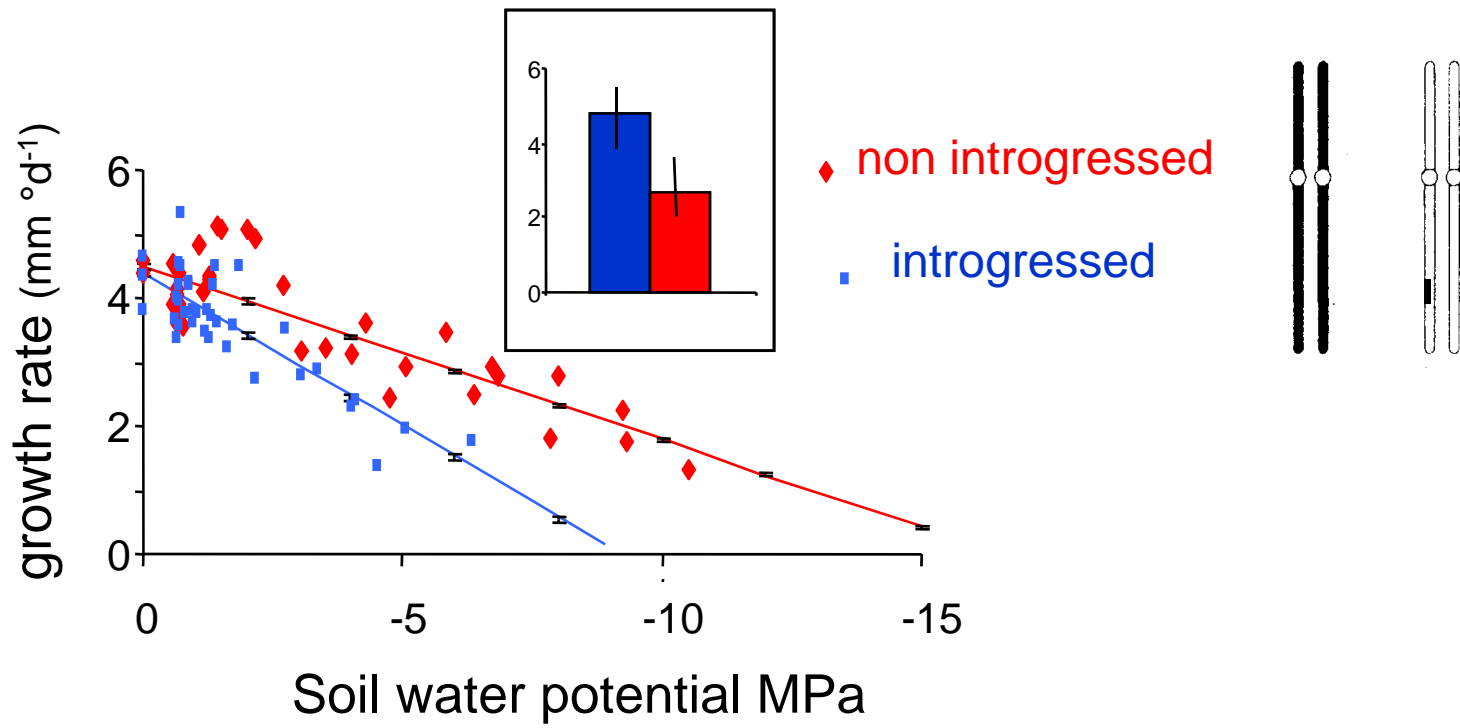 6
4
2
0
non introgressed
introgressed
growth rate (mm °d-1)
6
4
2
0
0 -5 -10 -15
Soil water potential MPa